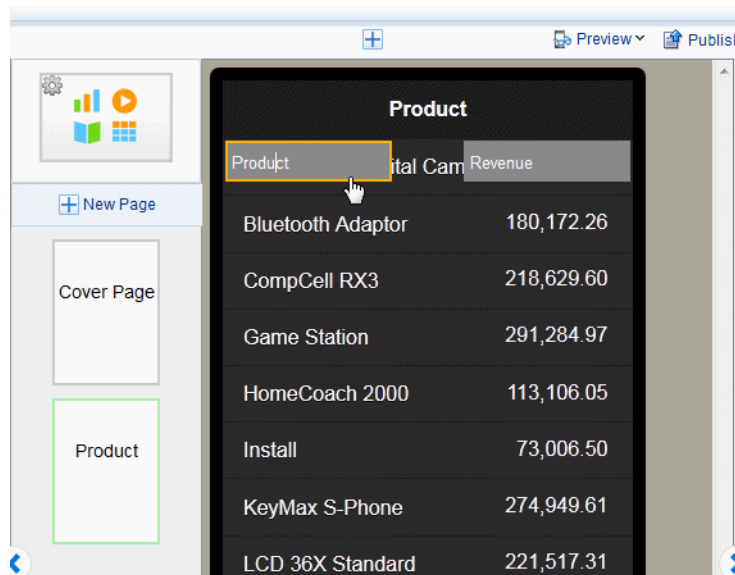 Preview Publish
Product
Product ital Cam Revenue
New Page
Bluetooth Adaptor 180,172.26
Cover Page
CompCell RX3 218,629.60
Game Station 291,284.97
HomeCoach 2000 113,106.05
Product
Install 73,006.50
KeyMax S-Phone 274,949.61
LCD 36X Standard 221,517.31